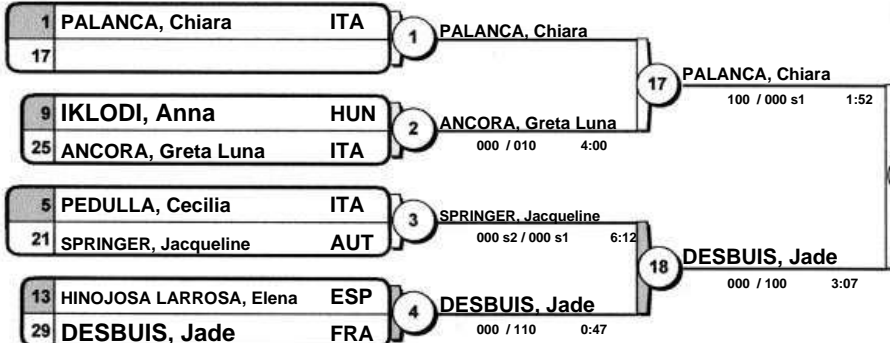 1 PALANCA, Chiara ITA
17
1
PALANCA, Chiara
9 IKLODI, Anna HUN
25 ANCORA, Greta Luna ITA
2
ANCORA, Greta Luna
000 / 010 4:00
17
PALANCA, Chiara
100 / 000 s1 1:52
5 PEDULLA, Cecilia ITA
21 SPRINGER, Jacqueline AUT
3
SPRINGER, Jacqueline
000 s2 / 000 s1 6:12
13 HINOJOSA LARROSA, Elena ESP
29 DESBUIS, Jade FRA
4
DESBUIS, Jade
000 / 110 0:47
18
DESBUIS, Jade
000 / 100 3:07